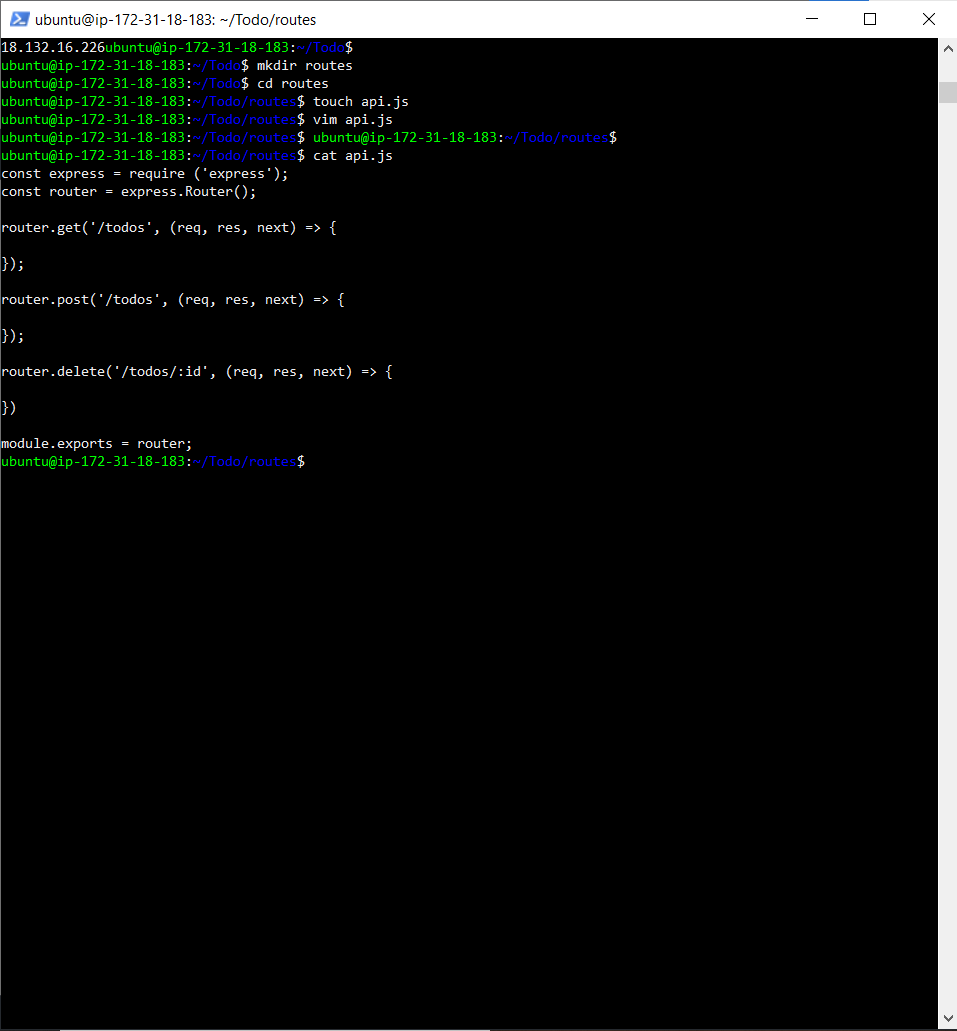 ubuntu@ip-172-31-18-183: ~/Todo/routes
18.132.16.226ubuntu@ip-172-31-18-183:~/Todo$
ubuntu@ip-172-31-18-183:~/Todo$ mkdir routes
ubuntu@ip-172-31-18-183:~/Todo$ cd routes
ubuntu@ip-172-31-18-183:~/Todo/routes$ touch api.js
ubuntu@ip-172-31-18-183:~/Todo/routes$ vim api.js
ubuntu@ip-172-31-18-183:~/Todo/routes$ ubuntu@ip-172-31-18-183:~/Todo/routes$
ubuntu@ip-172-31-18-183:~/Todo/routes$ cat api.js
const express = require ('express');
const router = express.Router();
router.get('/todos', (req, res, next) => {
});
router.post('/todos', (req, res, next) => {
});
router.delete('/todos/:id', (req, res, next) => {
})
module.exports = router;
ubuntu@ip-172-31-18-183:~/Todo/routes$